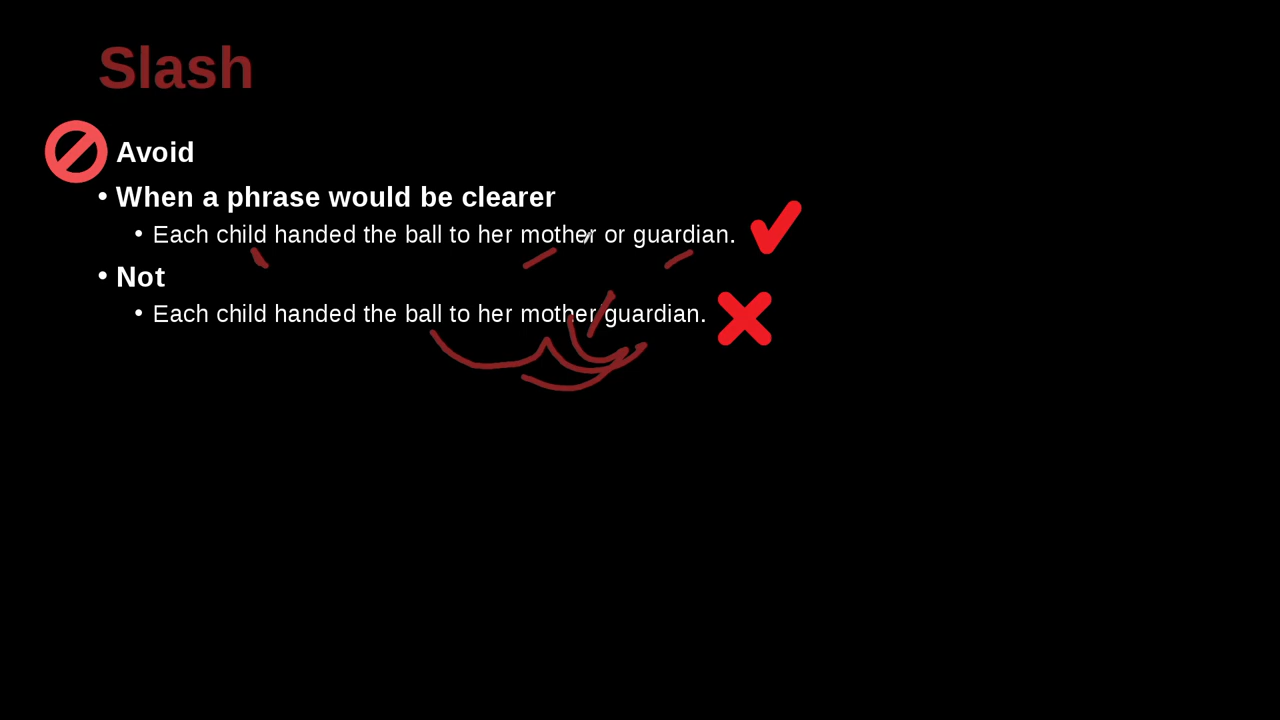 Slash
Avoid
• When a phrase would be clearer
• Each child handed the ball to her mother or guardian.
• Not
• Each child handed the ball to her mother/guardian.